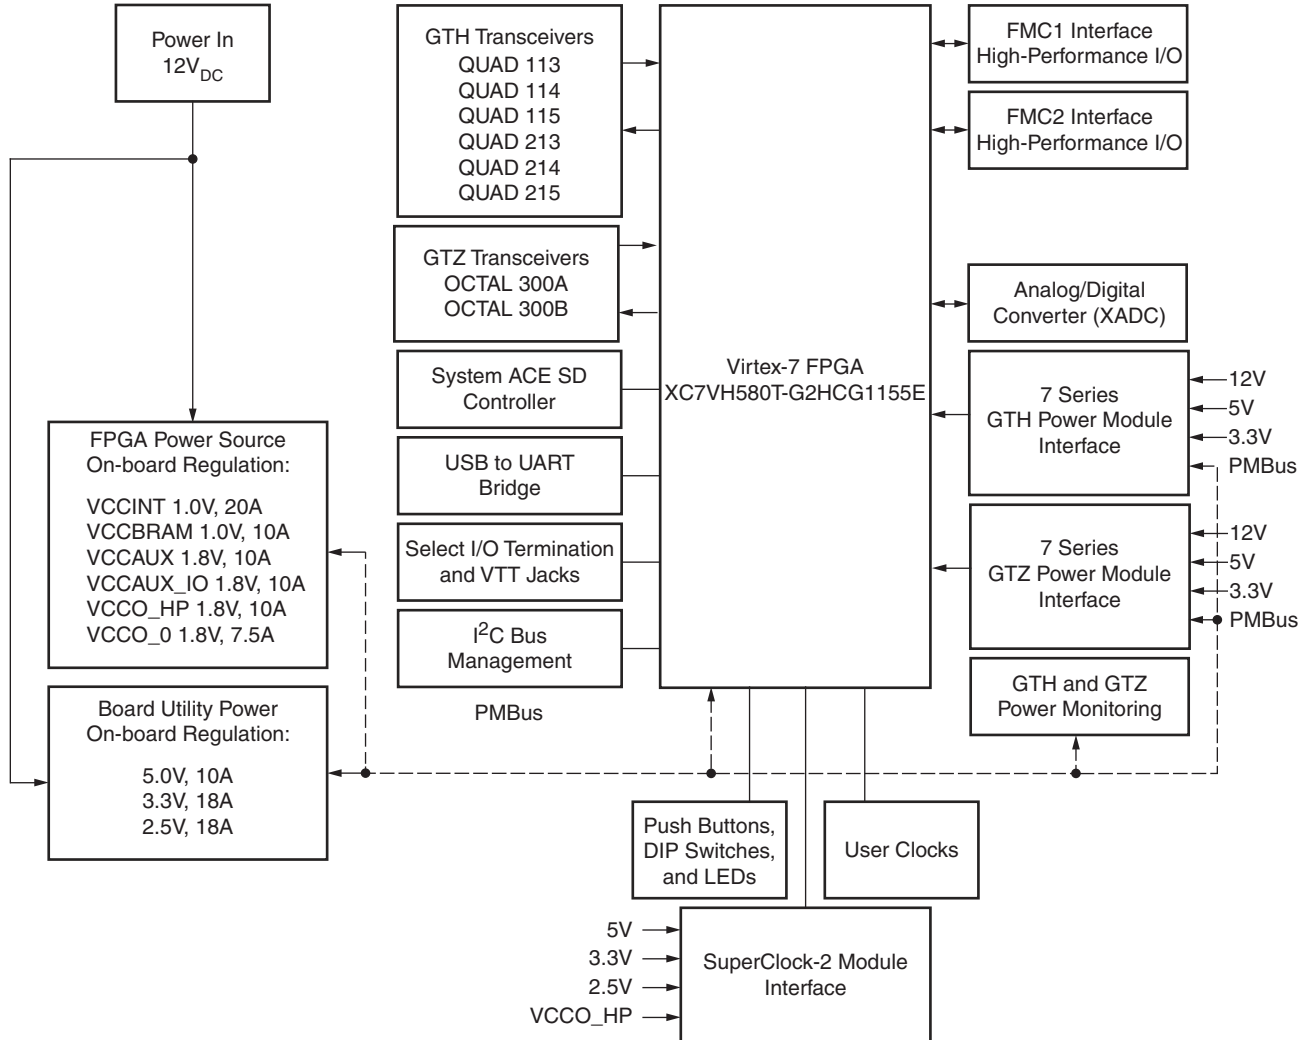 Power In
12VDC
GTH Transceivers
QUAD 113
QUAD 114
QUAD 115
QUAD 213
QUAD 214
QUAD 215
GTZ Transceivers
OCTAL 300A
OCTAL 300B
System ACE SD
Controller
USB to UART
Bridge
Select I/O Termination
and VTT Jacks
I2C Bus
Management
PMBus
FPGA Power Source
On-board Regulation:
VCCINT 1.0V, 20A
VCCBRAM 1.0V, 10A
VCCAUX 1.8V, 10A
VCCAUX_IO 1.8V, 10A
VCCO_HP 1.8V, 10A
VCCO_0 1.8V, 7.5A
Board Utility Power
On-board Regulation:
5.0V, 10A
3.3V, 18A
2.5V, 18A
Virtex-7 FPGA
XC7VH580T-G2HCG1155E
FMC1 Interface
High-Performance I/O
FMC2 Interface
High-Performance I/O
Analog/Digital
Converter (XADC)
7 Series
GTH Power Module
Interface
12V
5V
3.3V
PMBus
7 Series
GTZ Power Module
Interface
12V
5V
3.3V
PMBus
GTH and GTZ
Power Monitoring
Push Buttons,
DIP Switches,
and LEDs
User Clocks
5V
3.3V
2.5V
VCCO_HP
SuperClock-2 Module
Interface